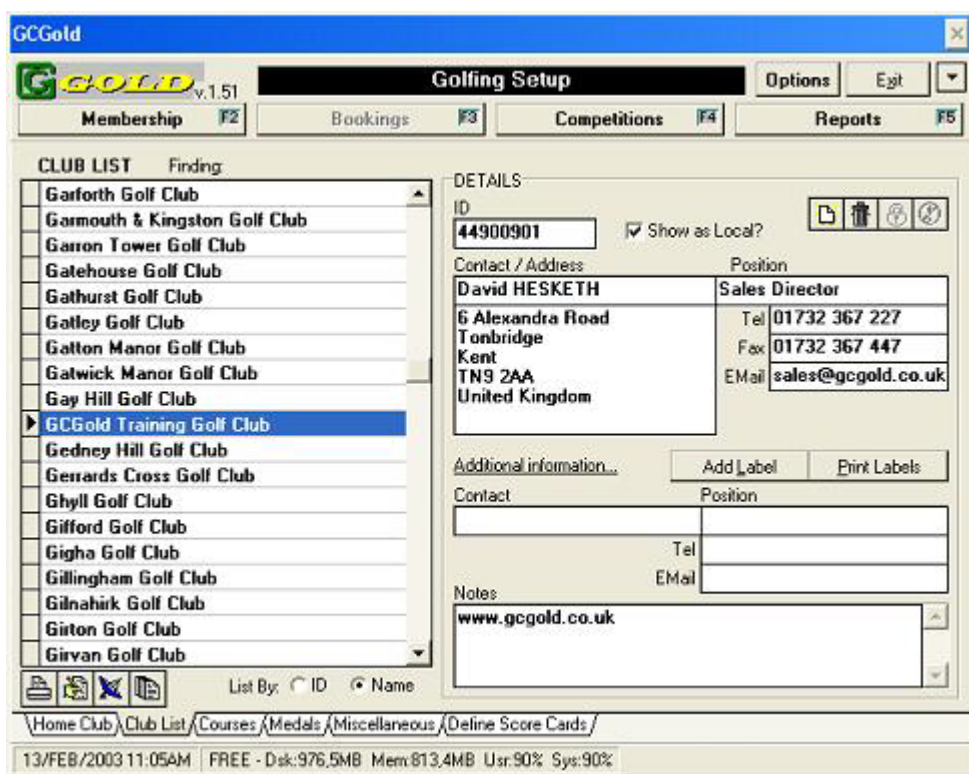 GCGold
G GOLD v.1.51
Golfing Setup
Options
Exit
Membership F2
Bookings F3
Competitions F4
Reports F5
CLUB LIST Finding:
Garforth Golf Club
Garmouth & Kingston Golf Club
Garron Tower Golf Club
Gatehouse Golf Club
Gathurst Golf Club
Gatley Golf Club
Gatton Manor Golf Club
Gatwick Manor Golf Club
Gay Hill Golf Club
GCGold Training Golf Club
Gedney Hill Golf Club
Gerrards Cross Golf Club
Ghyll Golf Club
Gifford Golf Club
Gigha Golf Club
Gillingham Golf Club
Gilnahirk Golf Club
Girton Golf Club
Girvan Golf Club
List By: ID Name
DETAILS
ID
44900901
Show as Local?
Contact / Address Position
David HESKETH Sales Director
6 Alexandra Road
Tonbridge
Kent
TN9 2AA
United Kingdom
Tel 01732 367 227
Fax 01732 367 447
EMail sales@gcgold.co.uk
Additional information...
Add Label
Print Labels
Contact Position
Tel
EMail
Notes
www.gcgold.co.uk
Home Club Club List Courses Medals Miscellaneous Define Score Cards
13/FEB/2003 11:05AM FREE - Dsk:976,5MB Mem:813,4MB Usr:90% Sys:90%